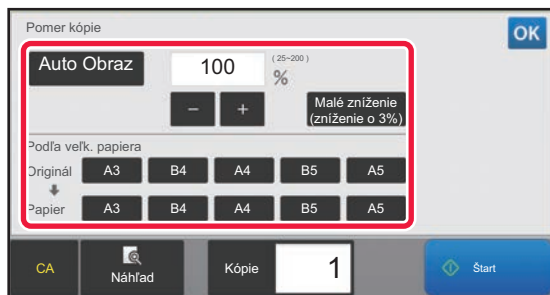 Pomer kópie
OK
Auto Obraz
100
(25~200)
%
−
+
Malé zníženie
(zníženie o 3%)
Podľa veľk. papiera
Originál
A3
B4
A4
B5
A5
Papier
A3
B4
A4
B5
A5
CA
Náhľad
Kópie
1
Štart